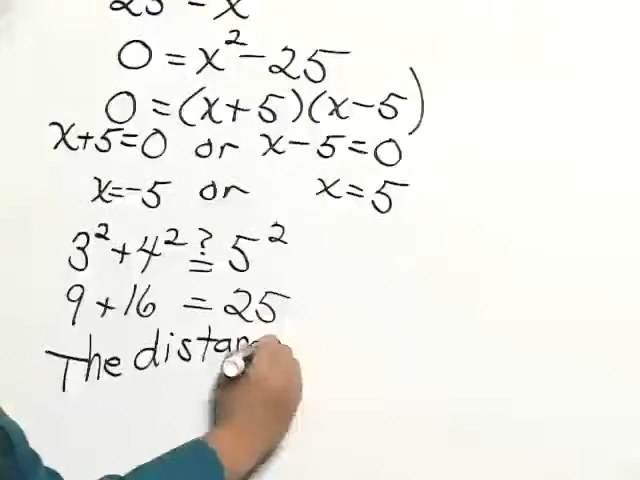 25 = x
0 = x² - 25
0 = (x+5)(x-5)
x+5=0 or x-5=0
x=-5 or x=5
3² + 4² ?= 5²
9 + 16 = 25
The distan